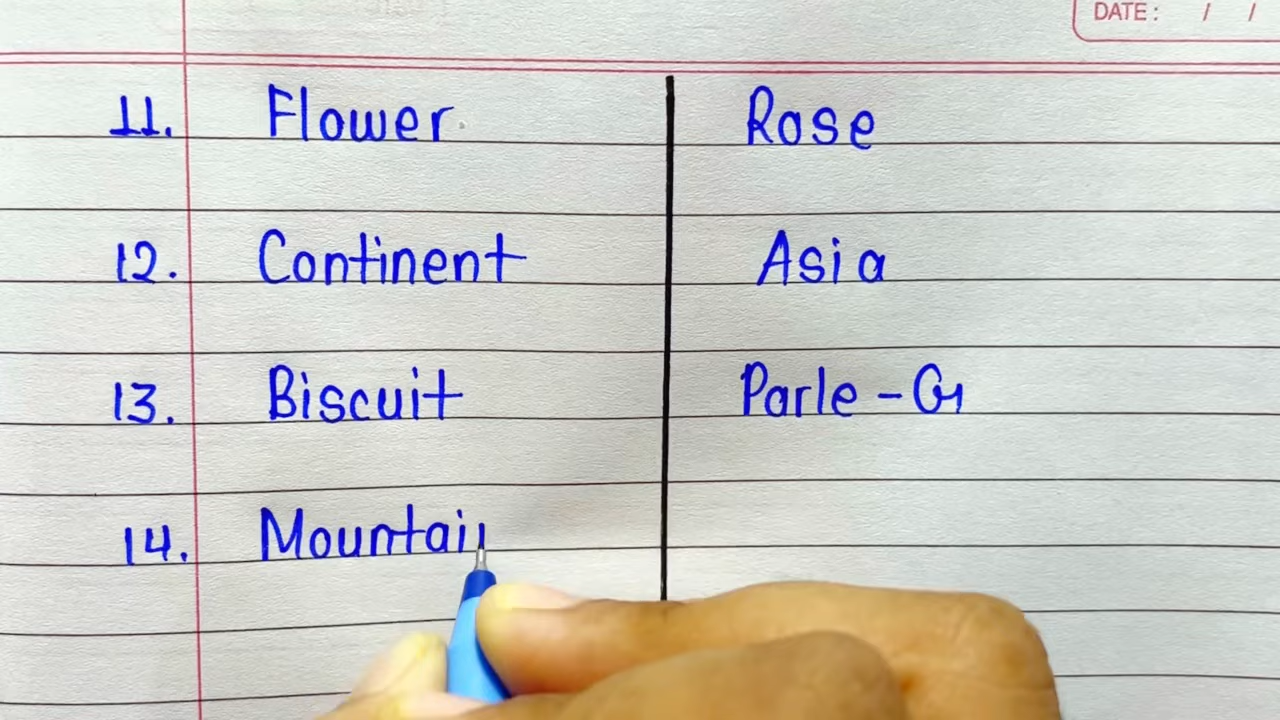 DATE: / /
11. Flower Rose
12. Continent Asia
13. Biscuit Parle-G
14. Mountai